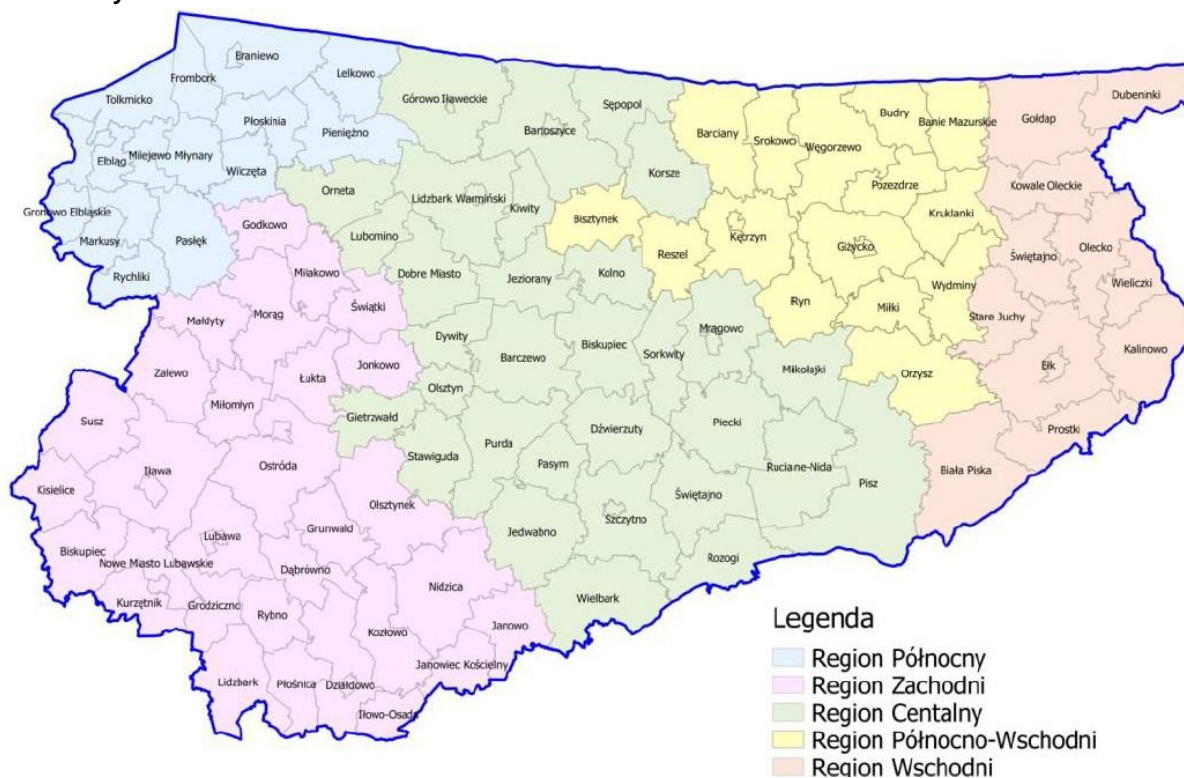 Braniewo
Frombork
Lelkowo
Tolkmicko
Płoskinia
Pieniężno
Górowo Iławeckie
Bartoszyce
Sępopol
Korsze
Barciany
Srokowo
Węgorzewo
Budry
Banie Mazurskie
Gołdap
Dubeninki
Elbląg
Milejewo
Młynary
Wilczęta
Orneta
Lidzbark Warmiński
Kiwity
Bisztynek
Reszel
Kętrzyn
Pozezdrze
Kruklanki
Giżycko
Kowale Oleckie
Gronowo Elbląskie
Markusy
Pasłęk
Rychliki
Godkowo
Lubomino
Dobre Miasto
Jeziorany
Kolno
Ryn
Miłki
Wydminy
Świętajno
Olecko
Wieliczki
Stare Juchy
Kalinowo
Małdyty
Morąg
Miłakowo
Świątki
Dywity
Barczewo
Biskupiec
Sorkwity
Mrągowo
Mikołajki
Orzysz
Ełk
Zalewo
Miłomłyn
Łukta
Jonkowo
Olsztyn
Gietrzwałd
Stawiguda
Purda
Pasym
Dźwierzuty
Piecki
Ruciane-Nida
Pisz
Biała Piska
Prostki
Susz
Kisielice
Iława
Ostróda
Olsztynek
Jedwabno
Szczytno
Świętajno
Rozogi
Wielbark
Biskupiec
Nowe Miasto Lubawskie
Lubawa
Grunwald
Dąbrówno
Kurzętnik
Grodziczno
Rybno
Kozłowo
Nidzica
Janowo
Janowiec Kościelny
Lidzbark
Płośnica
Działdowo
Iłowo-Osada
Legenda
Region Północny
Region Zachodni
Region Centalny
Region Północno-Wschodni
Region Wschodni